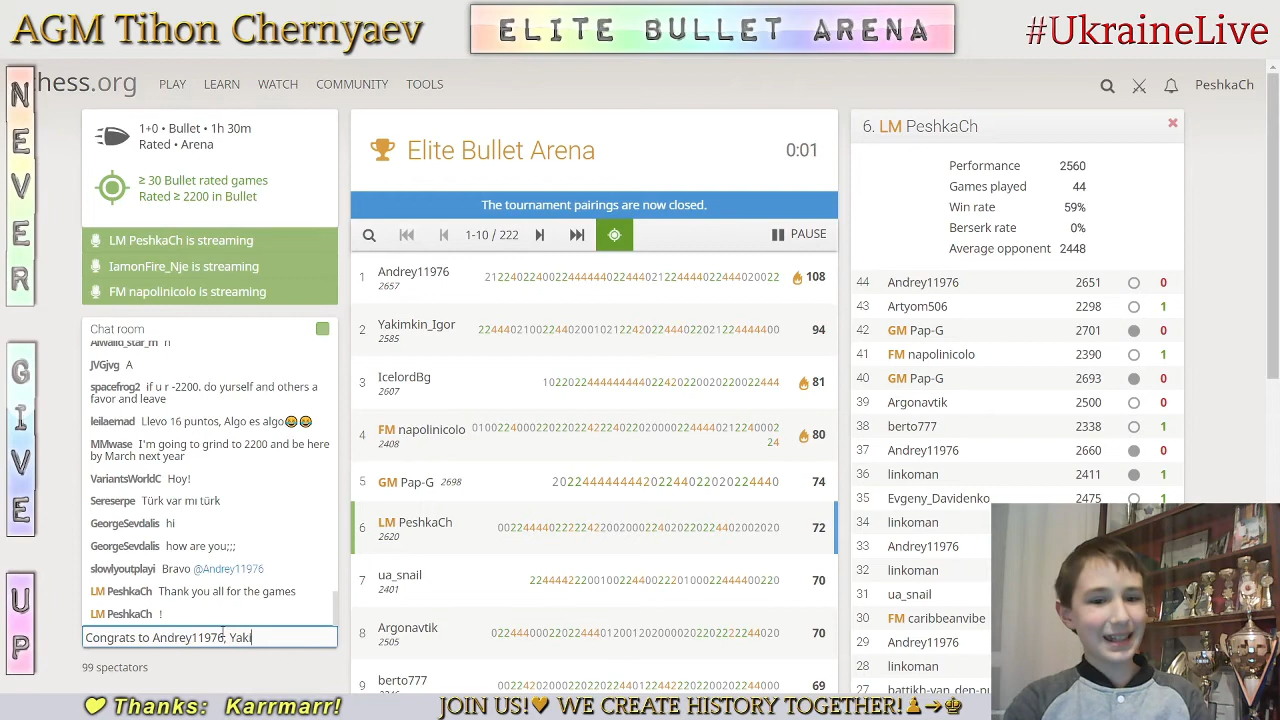 AGM Tihon Chernyaev
ELITE BULLET ARENA
#UkraineLive
NEVER
GIVE
UP
hess.org
PLAY
LEARN
WATCH
COMMUNITY
TOOLS
PeshkaCh
1+0 • Bullet • 1h 30m
Rated • Arena
≥ 30 Bullet rated games
Rated ≥ 2200 in Bullet
LM PeshkaCh is streaming
IamonFire_Nje is streaming
FM napolinicolo is streaming
Chat room
JVGjvg A
spacefrog2 if u r -2200. do yurself and others a
favor and leave
leilaemad Llevo 16 puntos, Algo es algo😂😂
MMwase I'm going to grind to 2200 and be here
by March next year
VariantsWorldC Hoy!
Sereserpe Türk var mı türk
GeorgeSevdalis hi
GeorgeSevdalis how are you;;;
slowlyoutplayi Bravo @Andrey11976
LM PeshkaCh Thank you all for the games
LM PeshkaCh !
Congrats to Andrey11976, Yaki
99 spectators
Elite Bullet Arena
0:01
The tournament pairings are now closed.
1-10 / 222
PAUSE
1 Andrey11976 108
2657
2 Yakimkin_Igor 94
2585
3 IcelordBg 81
2607
4 FM napolinicolo 80
2408
5 GM Pap-G 2698 74
6 LM PeshkaCh 72
2620
7 ua_snail 70
2401
8 Argonavtik 70
2505
9 berto777 69
6. LM PeshkaCh
Performance 2560
Games played 44
Win rate 59%
Berserk rate 0%
Average opponent 2448
44 Andrey11976 2651 0
43 Artyom506 2298 1
42 GM Pap-G 2701 0
41 FM napolinicolo 2390 1
40 GM Pap-G 2693 0
39 Argonavtik 2500 0
38 berto777 2338 1
37 Andrey11976 2660 0
36 linkoman 2411 1
35 Evgeny_Davidenko 2475 1
34 linkoman
33 Andrey11976
32 linkoman
31 ua_snail
30 FM caribbeanvibe
29 Andrey11976
28 linkoman
27 battikh-van_den-pu
💛 Thanks: Karrmarr!
JOIN US!♥ WE CREATE HISTORY TOGETHER!♟→♚